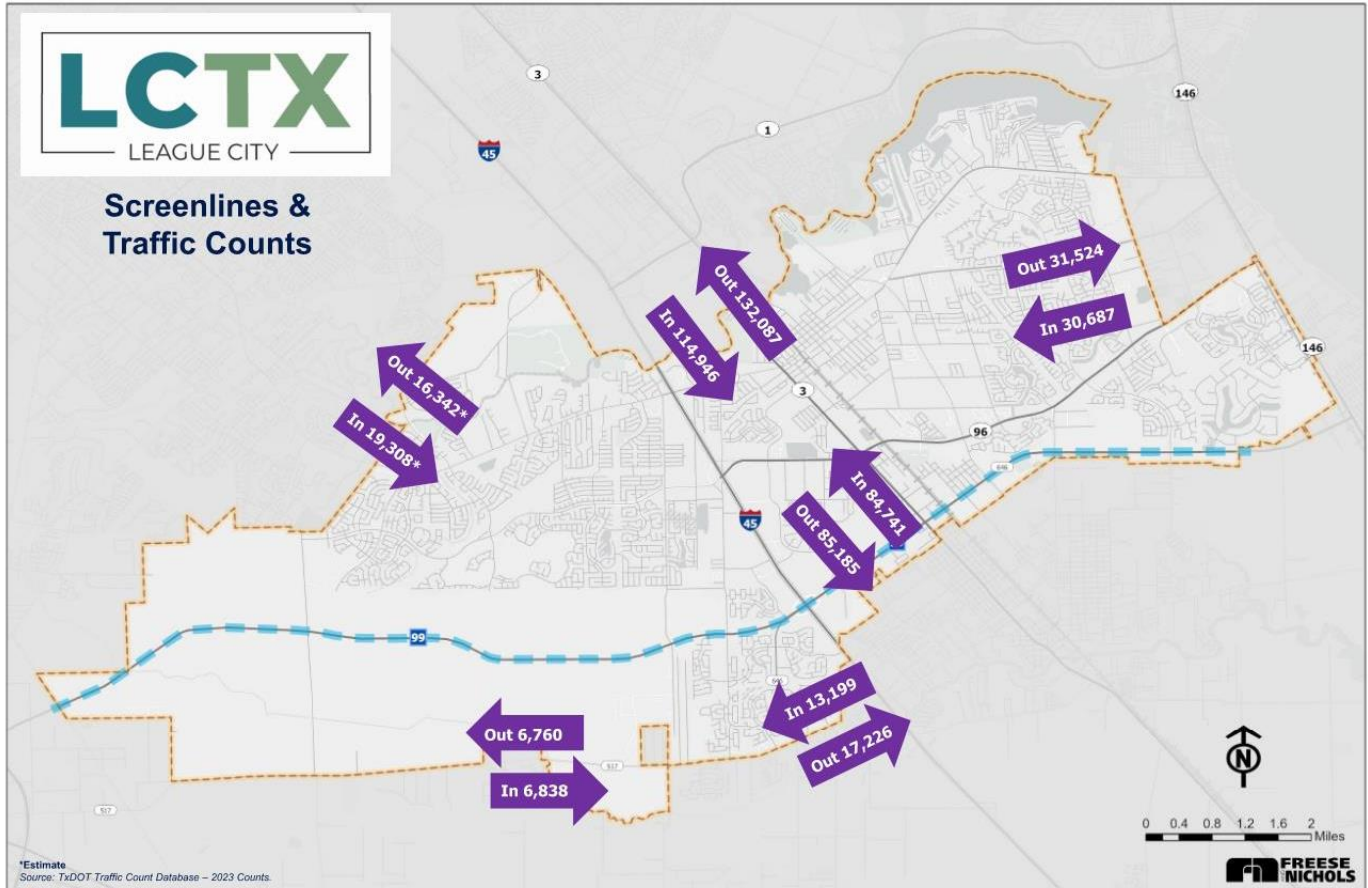 LCTX
LEAGUE CITY
Screenlines &
Traffic Counts
3
146
1
45
Out 132,087
Out 31,524
In 114,946
In 30,687
Out 16,342*
146
3
In 19,308*
96
646
In 84,741
45
Out 85,185
99
646
In 13,199
Out 6,760
Out 17,226
517
In 6,838
517
N
0 0.4 0.8 1.2 1.6 2
Miles
*Estimate
Source: TxDOT Traffic Count Database – 2023 Counts.
FREESE
NICHOLS